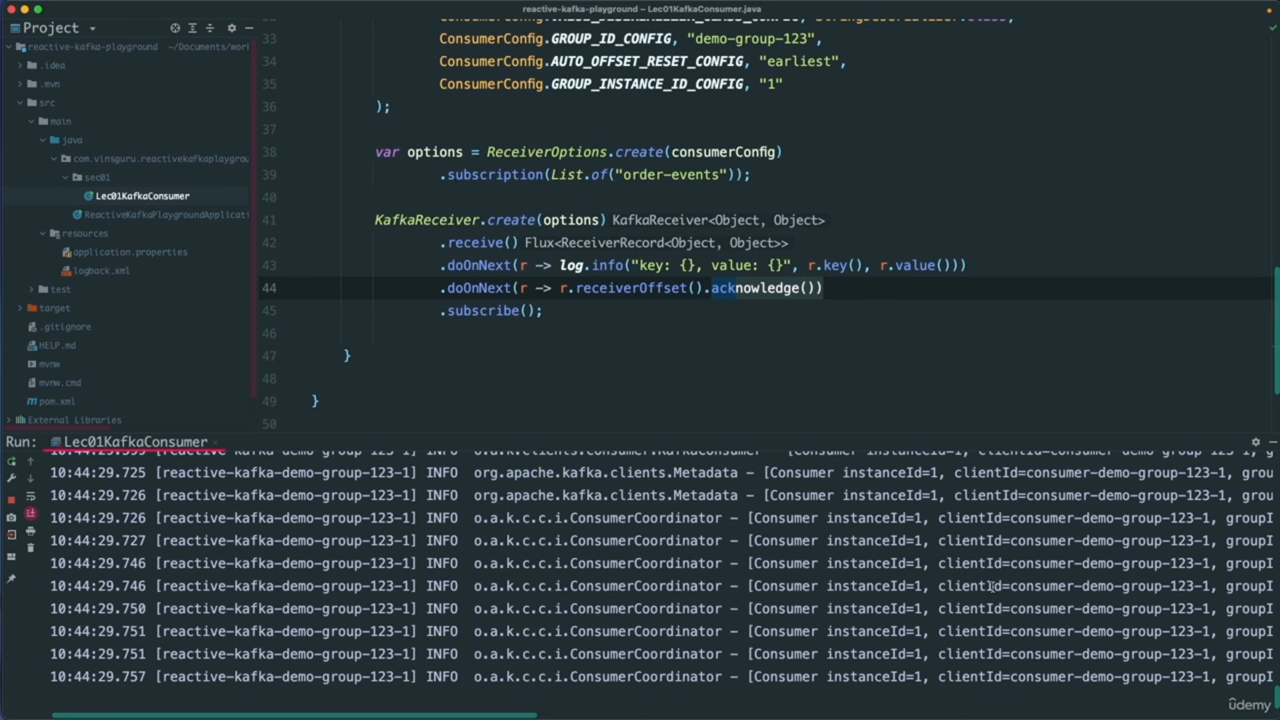 reactive-kafka-playground – Lec01KafkaConsumer.java
Project
reactive-kafka-playground ~/Documents/wor
.idea
.mvn
src
main
java
com.vinsguru.reactivekafkaplaygrou
sec01
Lec01KafkaConsumer
ReactiveKafkaPlaygroundApplicati
resources
application.properties
logback.xml
test
target
.gitignore
HELP.md
mvnw
mvnw.cmd
pom.xml
External Libraries
33 ConsumerConfig.GROUP_ID_CONFIG, "demo-group-123",
34 ConsumerConfig.AUTO_OFFSET_RESET_CONFIG, "earliest",
35 ConsumerConfig.GROUP_INSTANCE_ID_CONFIG, "1"
36 );
37
38 var options = ReceiverOptions.create(consumerConfig)
39 .subscription(List.of("order-events"));
40
41 KafkaReceiver.create(options) KafkaReceiver<Object, Object>
42 .receive() Flux<ReceiverRecord<Object, Object>>
43 .doOnNext(r -> log.info("key: {}, value: {}", r.key(), r.value()))
44 .doOnNext(r -> r.receiverOffset().acknowledge())
45 .subscribe();
46
47 }
48
49 }
50
Run: Lec01KafkaConsumer
10:44:29.725 [reactive-kafka-demo-group-123-1] INFO org.apache.kafka.clients.Metadata – [Consumer instanceId=1, clientId=consumer-demo-group-123-1, grou
10:44:29.726 [reactive-kafka-demo-group-123-1] INFO org.apache.kafka.clients.Metadata – [Consumer instanceId=1, clientId=consumer-demo-group-123-1, grou
10:44:29.726 [reactive-kafka-demo-group-123-1] INFO o.a.k.c.c.i.ConsumerCoordinator – [Consumer instanceId=1, clientId=consumer-demo-group-123-1, groupI
10:44:29.727 [reactive-kafka-demo-group-123-1] INFO o.a.k.c.c.i.ConsumerCoordinator – [Consumer instanceId=1, clientId=consumer-demo-group-123-1, groupI
10:44:29.746 [reactive-kafka-demo-group-123-1] INFO o.a.k.c.c.i.ConsumerCoordinator – [Consumer instanceId=1, clientId=consumer-demo-group-123-1, groupI
10:44:29.746 [reactive-kafka-demo-group-123-1] INFO o.a.k.c.c.i.ConsumerCoordinator – [Consumer instanceId=1, clientId=consumer-demo-group-123-1, groupI
10:44:29.750 [reactive-kafka-demo-group-123-1] INFO o.a.k.c.c.i.ConsumerCoordinator – [Consumer instanceId=1, clientId=consumer-demo-group-123-1, groupI
10:44:29.751 [reactive-kafka-demo-group-123-1] INFO o.a.k.c.c.i.ConsumerCoordinator – [Consumer instanceId=1, clientId=consumer-demo-group-123-1, groupI
10:44:29.751 [reactive-kafka-demo-group-123-1] INFO o.a.k.c.c.i.ConsumerCoordinator – [Consumer instanceId=1, clientId=consumer-demo-group-123-1, groupI
10:44:29.757 [reactive-kafka-demo-group-123-1] INFO o.a.k.c.c.i.ConsumerCoordinator – [Consumer instanceId=1, clientId=consumer-demo-group-123-1, groupI
ûdemy